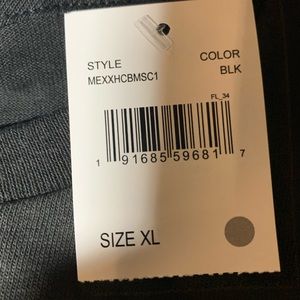 STYLE COLOR
MEXXHCBMSC1 BLK
FL_34
1 91685 59681 7
SIZE XL